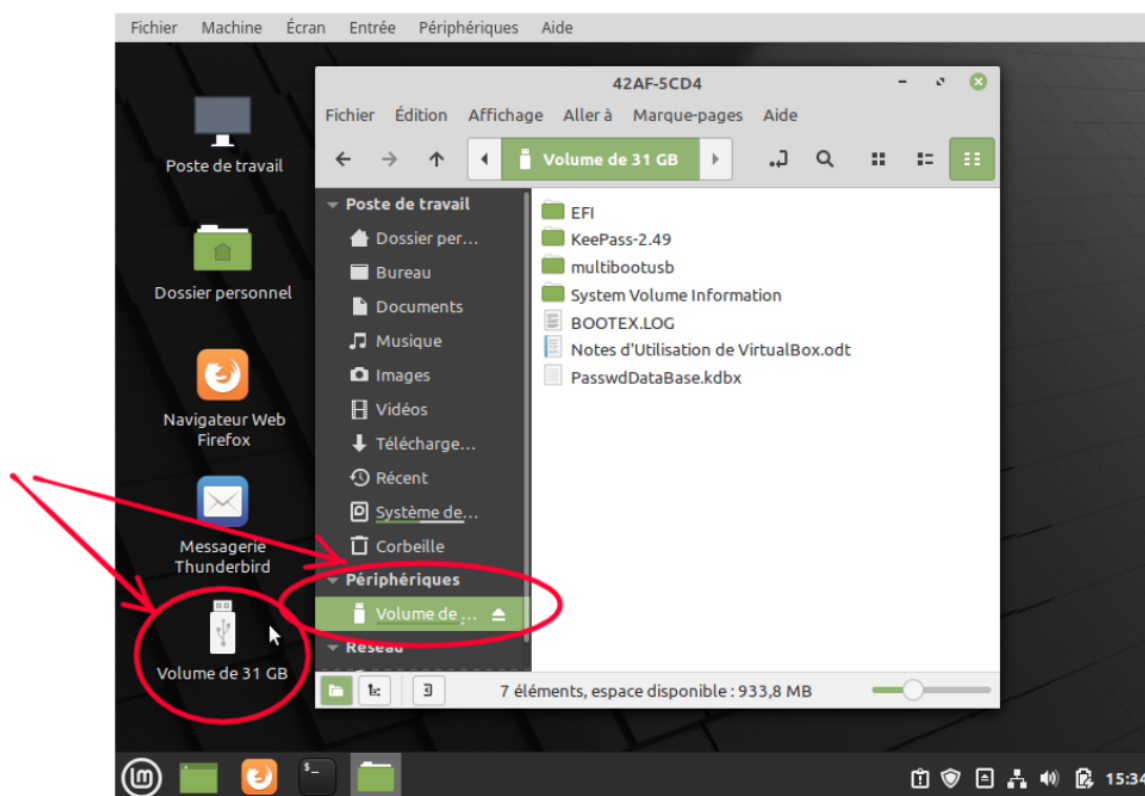 Fichier Machine Écran Entrée Périphériques Aide
42AF-5CD4
Fichier Édition Affichage Aller à Marque-pages Aide
Volume de 31 GB
Poste de travail
Dossier personnel
Navigateur Web
Firefox
Messagerie
Thunderbird
Volume de 31 GB
Poste de travail
Dossier per...
Bureau
Documents
Musique
Images
Vidéos
Télécharge...
Récent
Système de...
Corbeille
Périphériques
Volume de ...
Réseau
EFI
KeePass-2.49
multibootusb
System Volume Information
BOOTEX.LOG
Notes d'Utilisation de VirtualBox.odt
PasswdDataBase.kdbx
7 éléments, espace disponible : 933,8 MB
$_
15:34